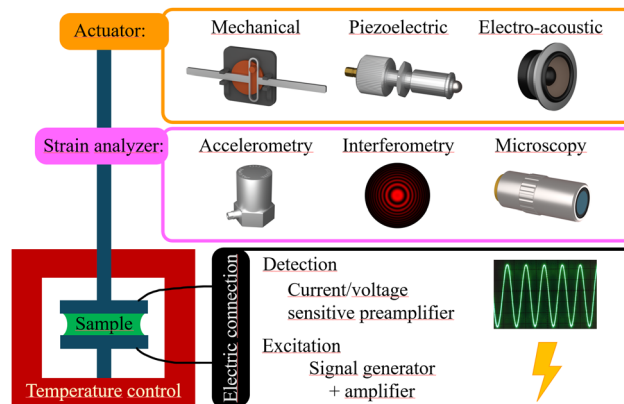 Actuator:
Mechanical
Piezoelectric
Electro-acoustic
Strain analyzer:
Accelerometry
Interferometry
Microscopy
Electric connection
Detection
Current/voltage
sensitive preamplifier
Sample
Excitation
Signal generator
+ amplifier
Temperature control